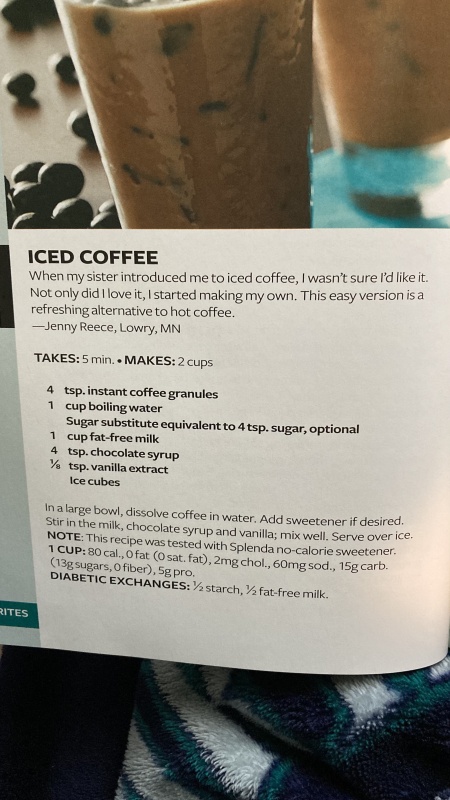 ICED COFFEE
When my sister introduced me to iced coffee, I wasn't sure I'd like it.
Not only did I love it, I started making my own. This easy version is a
refreshing alternative to hot coffee.
—Jenny Reece, Lowry, MN
TAKES: 5 min. • MAKES: 2 cups
4 tsp. instant coffee granules
1 cup boiling water
Sugar substitute equivalent to 4 tsp. sugar, optional
1 cup fat-free milk
4 tsp. chocolate syrup
⅛ tsp. vanilla extract
Ice cubes
In a large bowl, dissolve coffee in water. Add sweetener if desired.
Stir in the milk, chocolate syrup and vanilla; mix well. Serve over ice.
NOTE: This recipe was tested with Splenda no-calorie sweetener.
1 CUP: 80 cal., 0 fat (0 sat. fat), 2mg chol., 60mg sod., 15g carb.
(13g sugars, 0 fiber), 5g pro.
DIABETIC EXCHANGES: ½ starch, ½ fat-free milk.
RITES